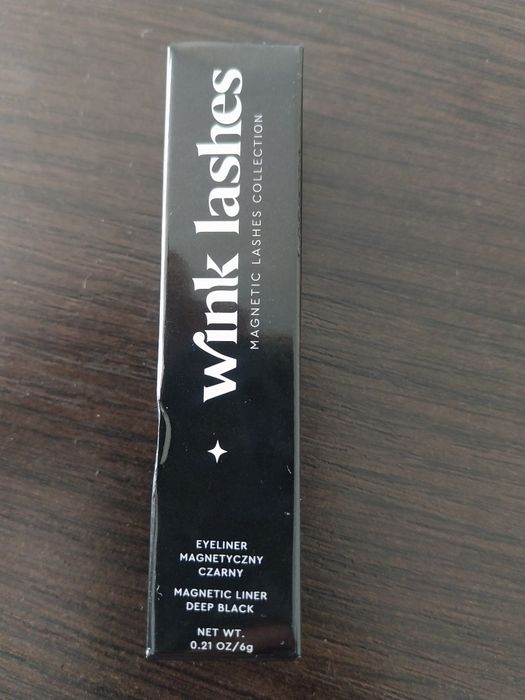 wink lashes
MAGNETIC LASHES COLLECTION
EYELINER
MAGNETYCZNY
CZARNY
MAGNETIC LINER
DEEP BLACK
NET WT.
0.21 OZ/6g